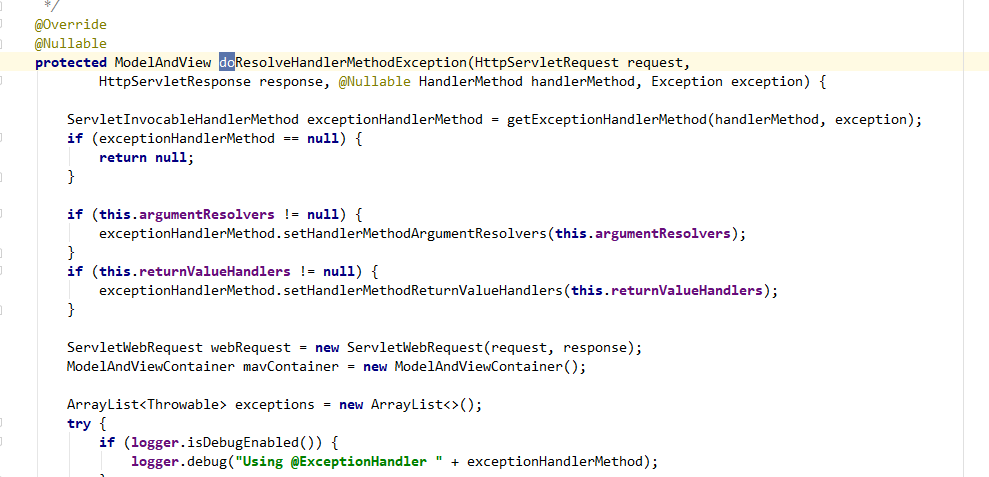 */
@Override
@Nullable
protected ModelAndView doResolveHandlerMethodException(HttpServletRequest request,
        HttpServletResponse response, @Nullable HandlerMethod handlerMethod, Exception exception) {

    ServletInvocableHandlerMethod exceptionHandlerMethod = getExceptionHandlerMethod(handlerMethod, exception);
    if (exceptionHandlerMethod == null) {
        return null;
    }

    if (this.argumentResolvers != null) {
        exceptionHandlerMethod.setHandlerMethodArgumentResolvers(this.argumentResolvers);
    }
    if (this.returnValueHandlers != null) {
        exceptionHandlerMethod.setHandlerMethodReturnValueHandlers(this.returnValueHandlers);
    }

    ServletWebRequest webRequest = new ServletWebRequest(request, response);
    ModelAndViewContainer mavContainer = new ModelAndViewContainer();

    ArrayList<Throwable> exceptions = new ArrayList<>();
    try {
        if (logger.isDebugEnabled()) {
            logger.debug("Using @ExceptionHandler " + exceptionHandlerMethod);